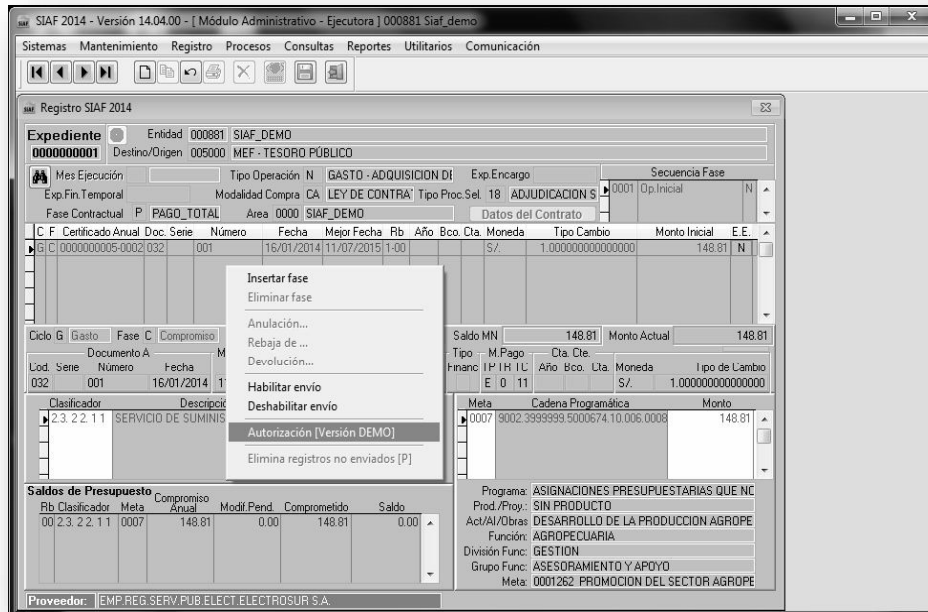 SIAF 2014 - Versión 14.04.00 - [ Módulo Administrativo - Ejecutora ] 000881 Siaf_demo
Sistemas Mantenimiento Registro Procesos Consultas Reportes Utilitarios Comunicación
Registro SIAF 2014
Expediente Entidad 000881 SIAF_DEMO
0000000001 Destino/Origen 005000 MEF - TESORO PÚBLICO
Mes Ejecución Tipo Operación N GASTO - ADQUISICION DE Exp.Encargo Secuencia Fase
Exp.Fin.Temporal Modalidad Compra CA LEY DE CONTRA Tipo Proc.Sel. 18 ADJUDICACION S 0001 Op.Inicial N
Fase Contractual P PAGO_TOTAL Area 0000 SIAF_DEMO Datos del Contrato
C F Certificado Anual Doc. Serie Número Fecha Mejor Fecha Rb Año Bco. Cta. Moneda Tipo Cambio Monto Inicial E.E.
G C 0000000005-0002 032 001 16/01/2014 11/07/2015 1-00 S/. 1.000000000000000 148.81 N
Insertar fase
Eliminar fase
Anulación...
Rebaja de ...
Devolución...
Habilitar envío
Deshabilitar envío
Autorización [Versión DEMO]
Elimina registros no enviados [P]
Ciclo G Gasto Fase C Compromiso Saldo MN 148.81 Monto Actual 148.81
Documento A M Tipo M.Pago Cta. Cte.
Cod. Serie Número Fecha Financ TP TR TC Año Bco. Cta. Moneda Tipo de Cambio
032 001 16/01/2014 1 E 0 11 S/. 1.000000000000000
Clasificador Descripci Meta Cadena Programática Monto
2.3. 2 2. 1 1 SERVICIO DE SUMINIS 0007 9002.3999999.5000674.10.006.0008 148.81
Saldos de Presupuesto
Rb Clasificador Meta Compromiso Anual Modif.Pend. Comprometido Saldo
00 2.3. 2 2. 1 1 0007 148.81 0.00 148.81 0.00
Programa: ASIGNACIONES PRESUPUESTARIAS QUE NO
Prod./Proy.: SIN PRODUCTO
Act/AI/Obras DESARROLLO DE LA PRODUCCION AGROPE
Función: AGROPECUARIA
División Func: GESTION
Grupo Func: ASESORAMIENTO Y APOYO
Meta: 0001262 PROMOCION DEL SECTOR AGROPE
Proveedor: EMP.REG.SERV.PUB.ELECT.ELECTROSUR S.A.